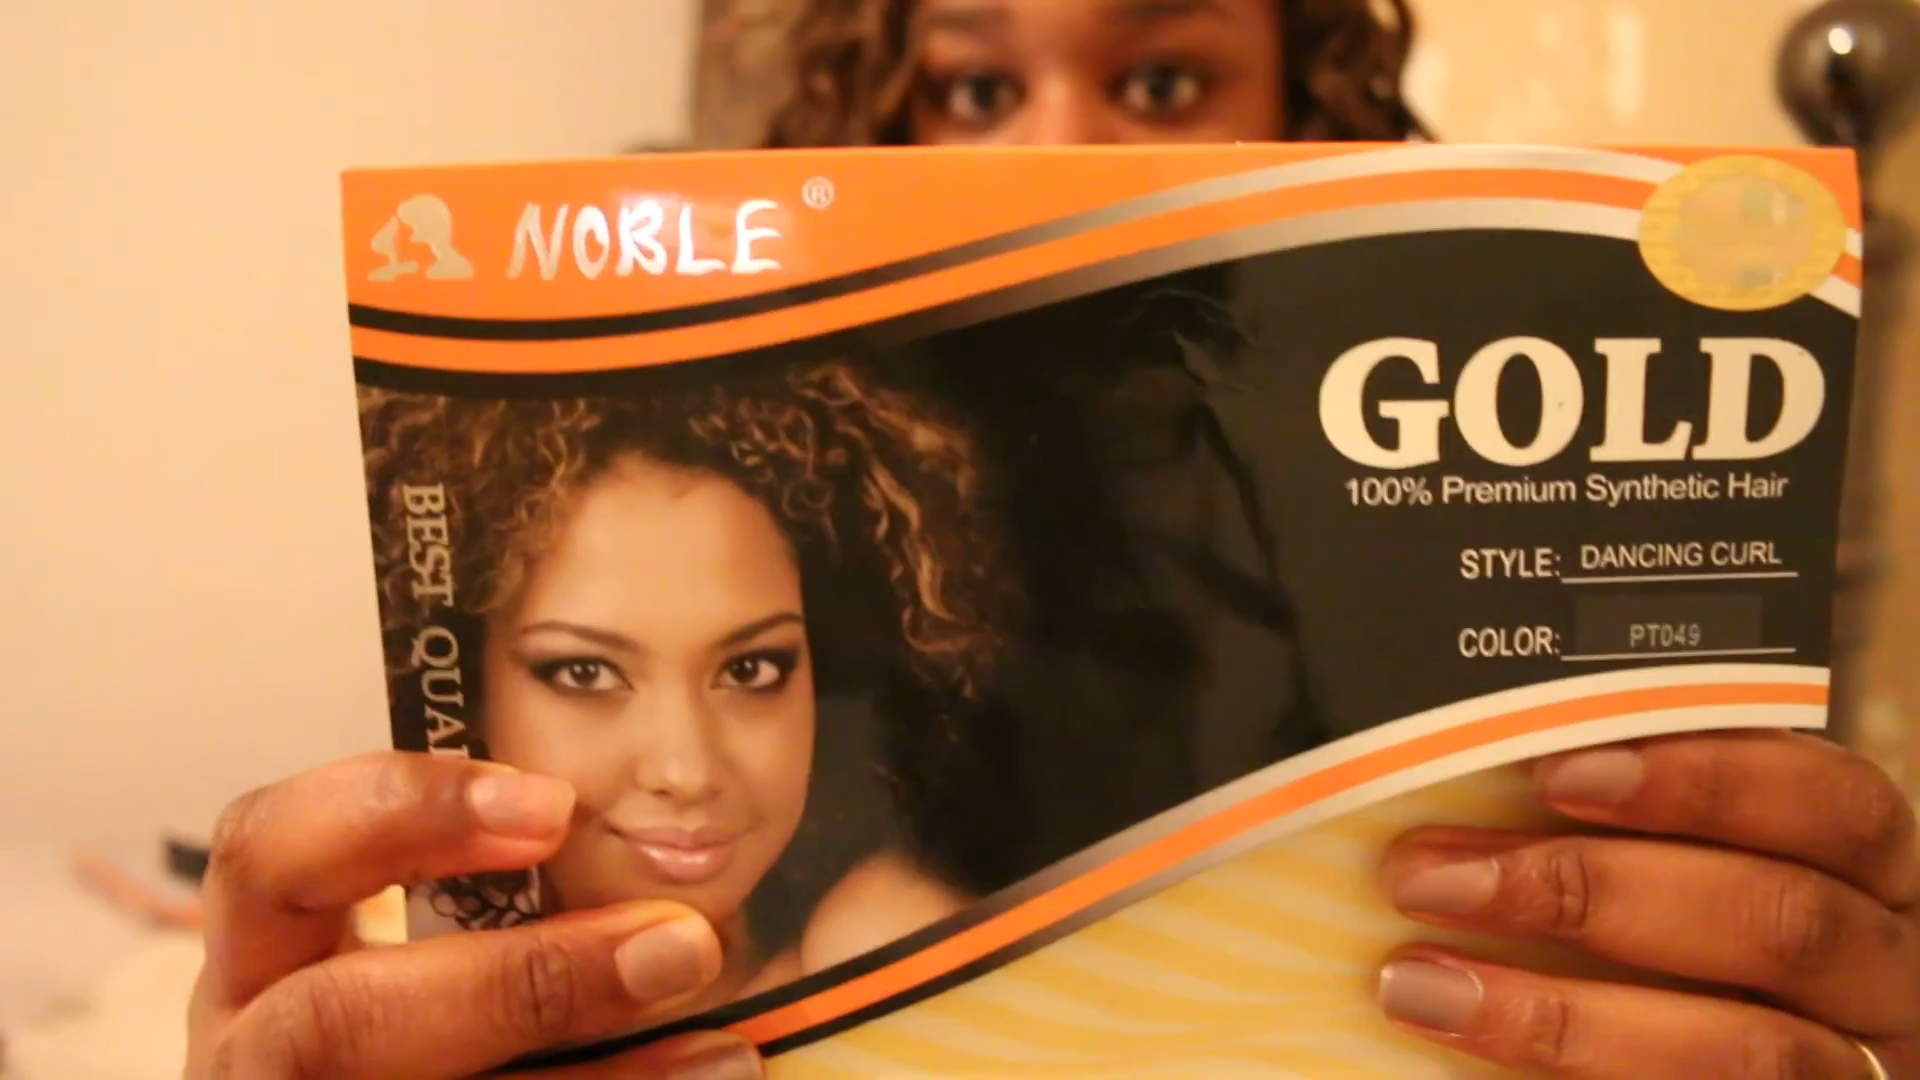 NOBLE ®
GOLD
100% Premium Synthetic Hair
STYLE: DANCING CURL
COLOR: PT049
BEST